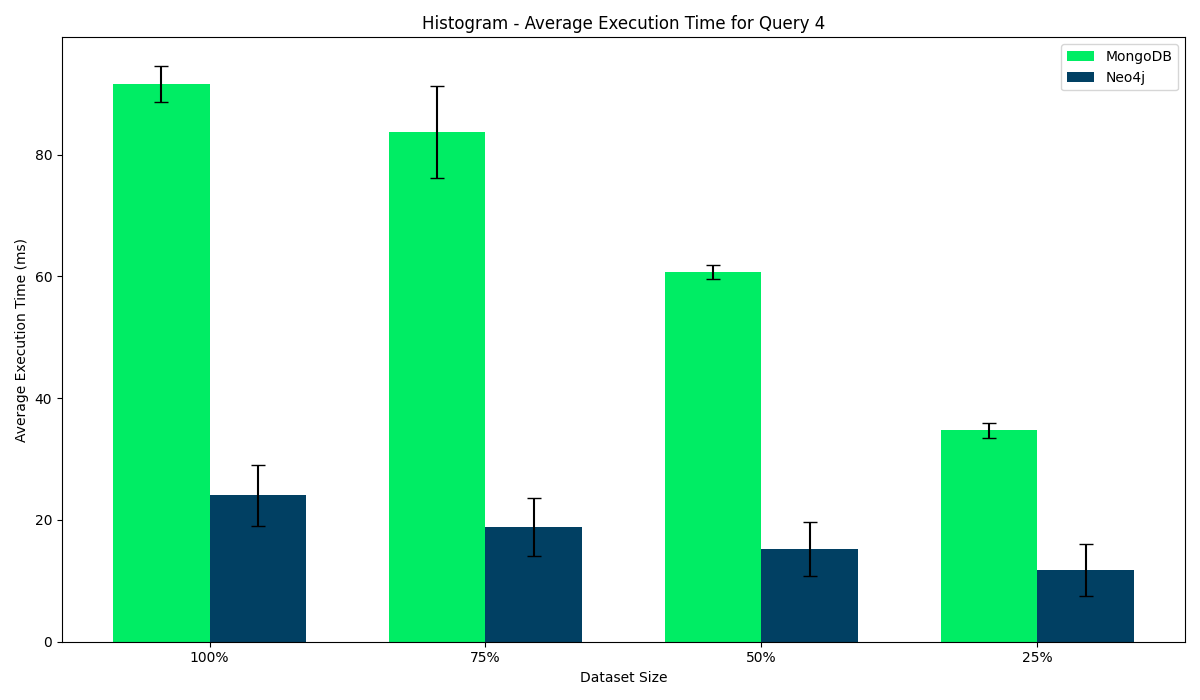 Histogram - Average Execution Time for Query 4
MongoDB
Neo4j
Average Execution Time (ms)
80
60
40
20
0
100%
75%
50%
25%
Dataset Size